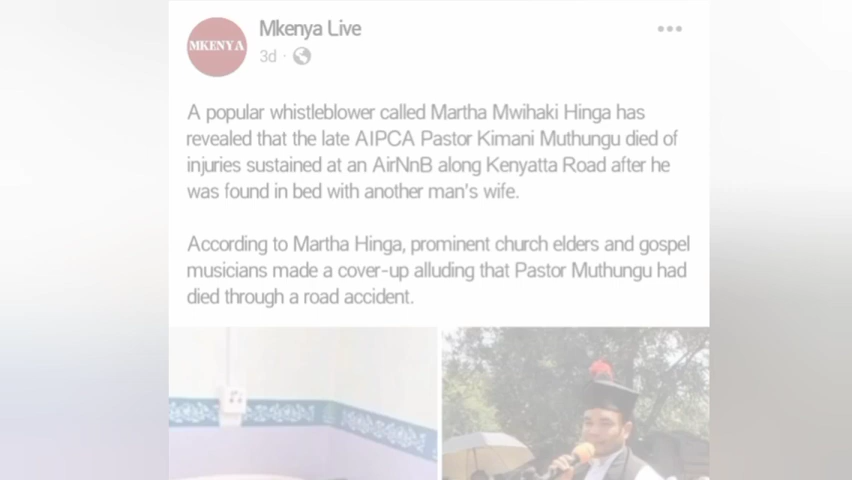 Mkenya Live
MKENYA
3d ·
A popular whistleblower called Martha Mwihaki Hinga has
revealed that the late AIPCA Pastor Kimani Muthungu died of
injuries sustained at an AirNnB along Kenyatta Road after he
was found in bed with another man's wife.
According to Martha Hinga, prominent church elders and gospel
musicians made a cover-up alluding that Pastor Muthungu had
died through a road accident.